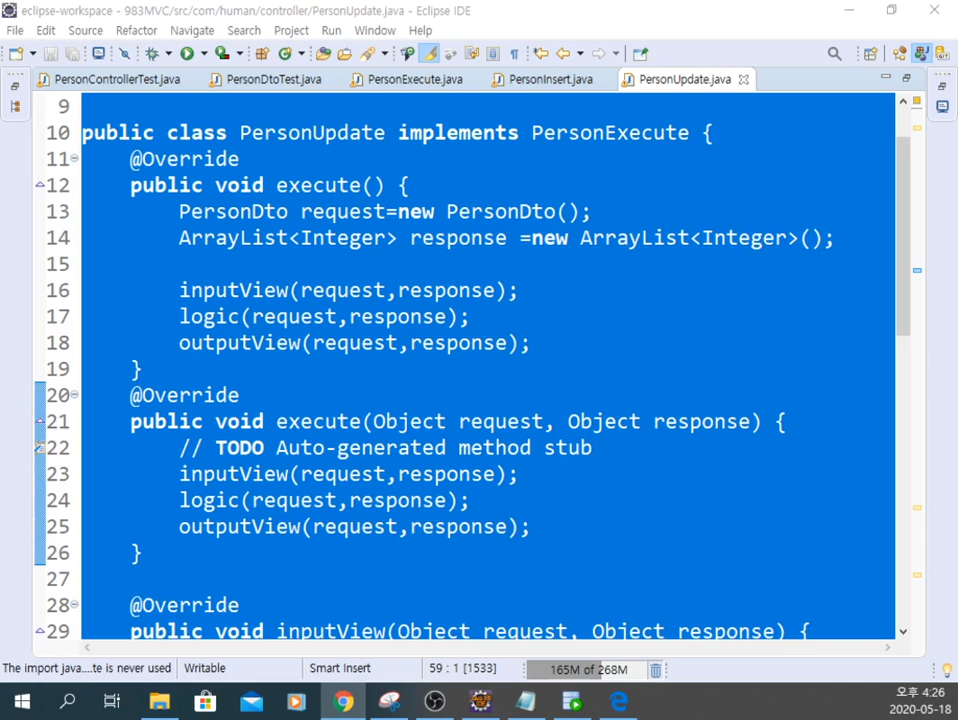 eclipse-workspace - 983MVC/src/com/human/controller/PersonUpdate.java - Eclipse IDE
File Edit Source Refactor Navigate Search Project Run Window Help
PersonControllerTest.java PersonDtoTest.java PersonExecute.java PersonInsert.java PersonUpdate.java
9
10 public class PersonUpdate implements PersonExecute {
11 @Override
12 public void execute() {
13 PersonDto request=new PersonDto();
14 ArrayList<Integer> response =new ArrayList<Integer>();
15
16 inputView(request,response);
17 logic(request,response);
18 outputView(request,response);
19 }
20 @Override
21 public void execute(Object request, Object response) {
22 // TODO Auto-generated method stub
23 inputView(request,response);
24 logic(request,response);
25 outputView(request,response);
26 }
27
28 @Override
29 public void inputView(Object request, Object response) {
The import java....te is never used Writable Smart Insert 59 : 1 [1533] 165M of 268M
오후 4:26
2020-05-18